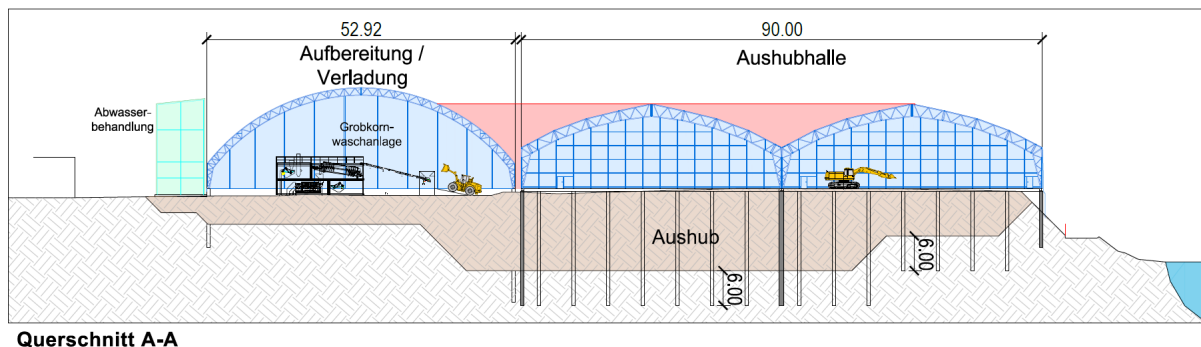 52.92
90.00
Aufbereitung /
Verladung
Aushubhalle
Abwasser-
behandlung
Grobkorn-
waschanlage
Aushub
6.00
6.00
Querschnitt A-A